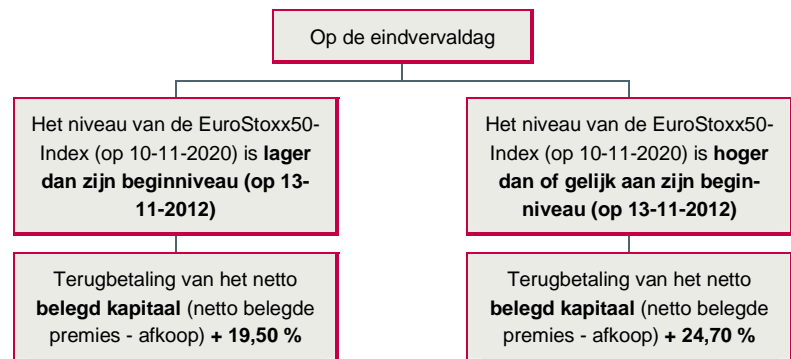 Op de eindvervaldag
Het niveau van de EuroStoxx50-
Index (op 10-11-2020) is lager
dan zijn beginniveau (op 13-
11-2012)
Het niveau van de EuroStoxx50-
Index (op 10-11-2020) is hoger
dan of gelijk aan zijn begin-
niveau (op 13-11-2012)
Terugbetaling van het netto
belegd kapitaal (netto belegde
premies - afkoop) + 19,50 %
Terugbetaling van het netto
belegd kapitaal (netto belegde
premies - afkoop) + 24,70 %